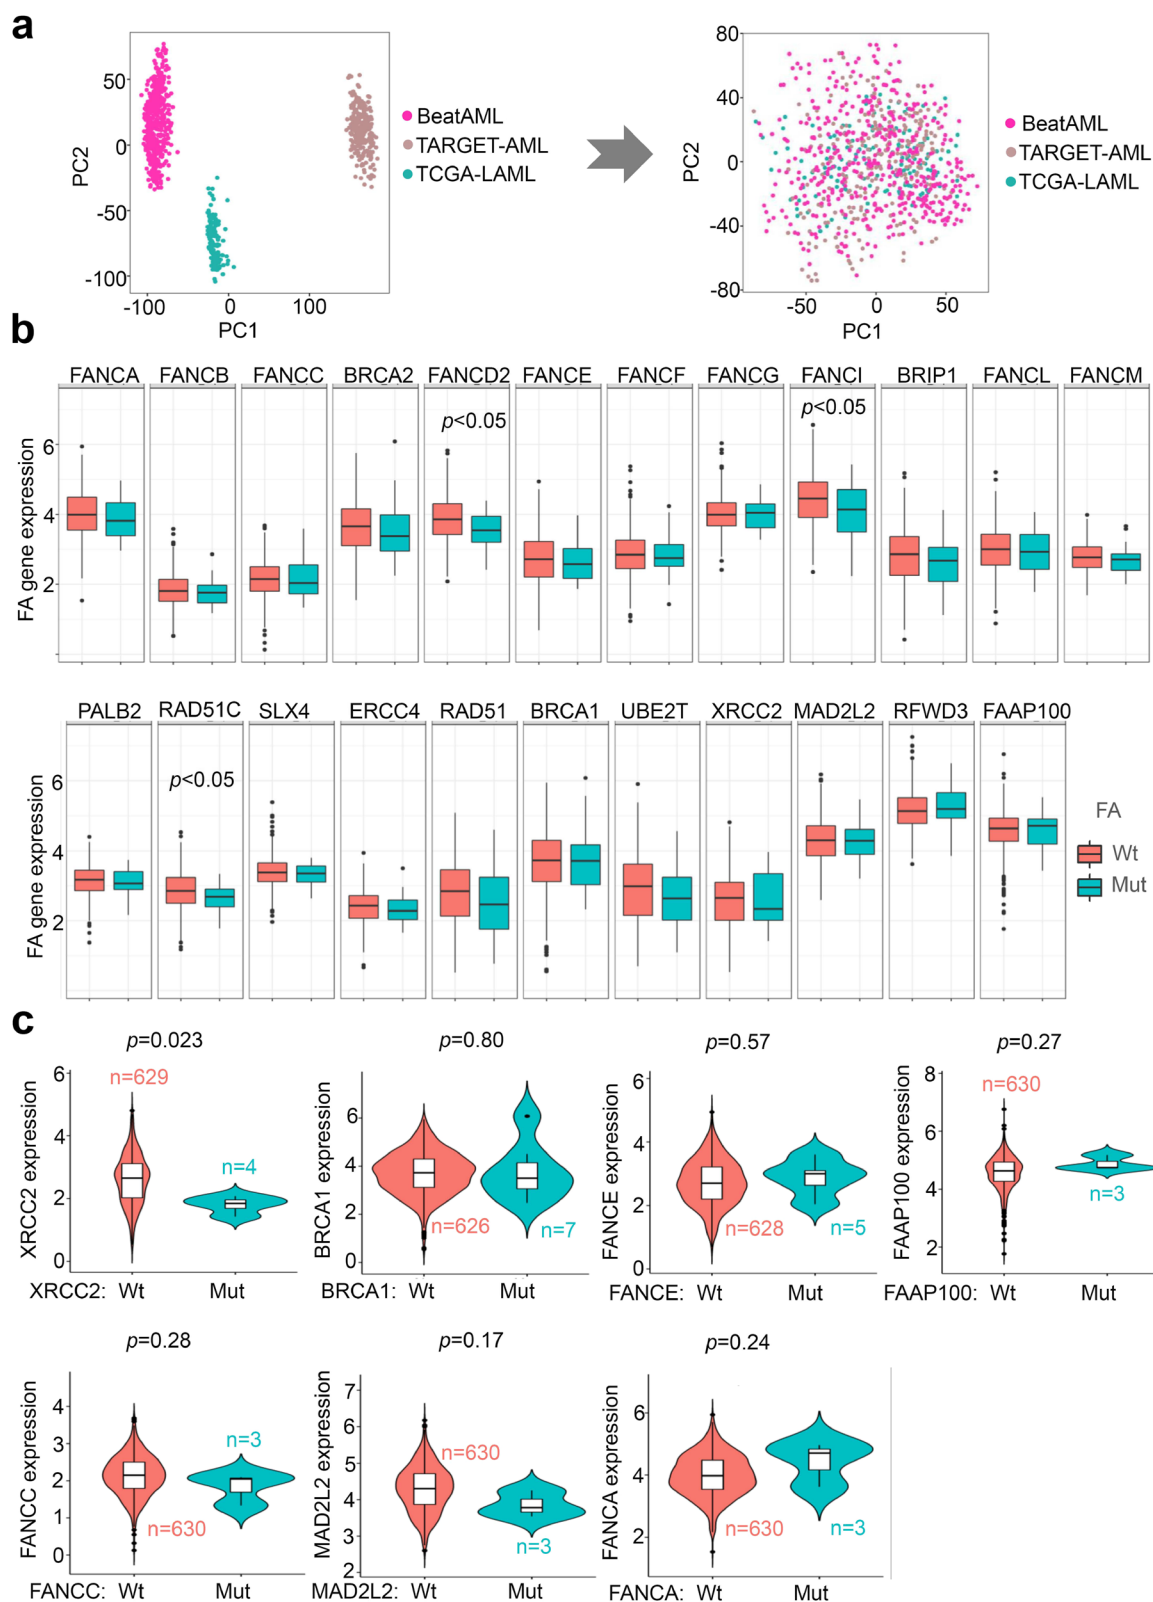 a
80
50
40
PC2
0
BeatAML
TARGET-AML
TCGA-LAML
PC2
0
BeatAML
TARGET-AML
TCGA-LAML
-50
-40
-100
-80
-100 0 100
-50 0 50
PC1
PC1
b
FANCA FANCB FANCC BRCA2 FANCD2 FANCE FANCF FANCG FANCI BRIP1 FANCL FANCM
p<0.05 p<0.05
FA gene expression
6
4
2
PALB2 RAD51C SLX4 ERCC4 RAD51 BRCA1 UBE2T XRCC2 MAD2L2 RFWD3 FAAP100
p<0.05
FA gene expression
6
4
2
FA
Wt
Mut
c
p=0.023 p=0.80 p=0.57 p=0.27
XRCC2 expression
6
4
2
0
n=629
n=4
XRCC2: Wt Mut
BRCA1 expression
6
4
2
0
n=626
n=7
BRCA1: Wt Mut
FANCE expression
6
4
2
0
n=628
n=5
FANCE: Wt Mut
FAAP100 expression
8
6
4
2
n=630
n=3
FAAP100: Wt Mut
p=0.28 p=0.17 p=0.24
FANCC expression
4
3
2
1
0
n=630
n=3
FANCC: Wt Mut
MAD2L2 expression
7
6
5
4
3
2
n=630
n=3
MAD2L2: Wt Mut
FANCA expression
6
4
2
n=630
n=3
FANCA: Wt Mut